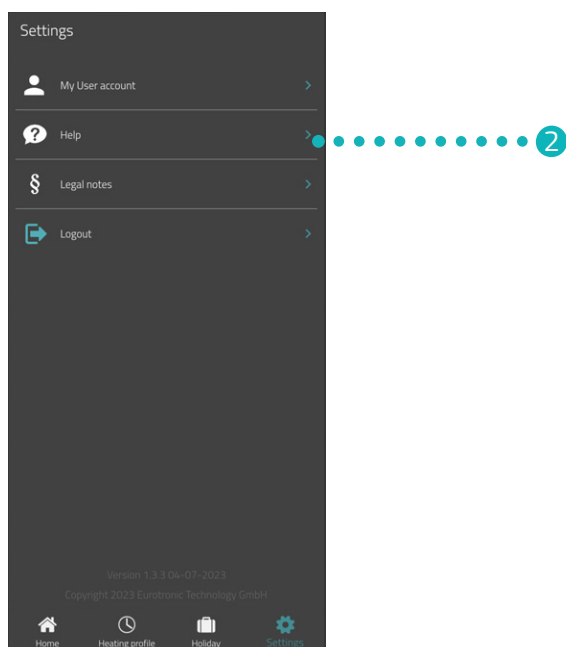 Settings
My User account
Help
2
§ Legal notes
Logout
Version 1.3.3 04-07-2023
Copyright 2023 Eurotronic Technology GmbH
Home Heating profile Holiday Settings